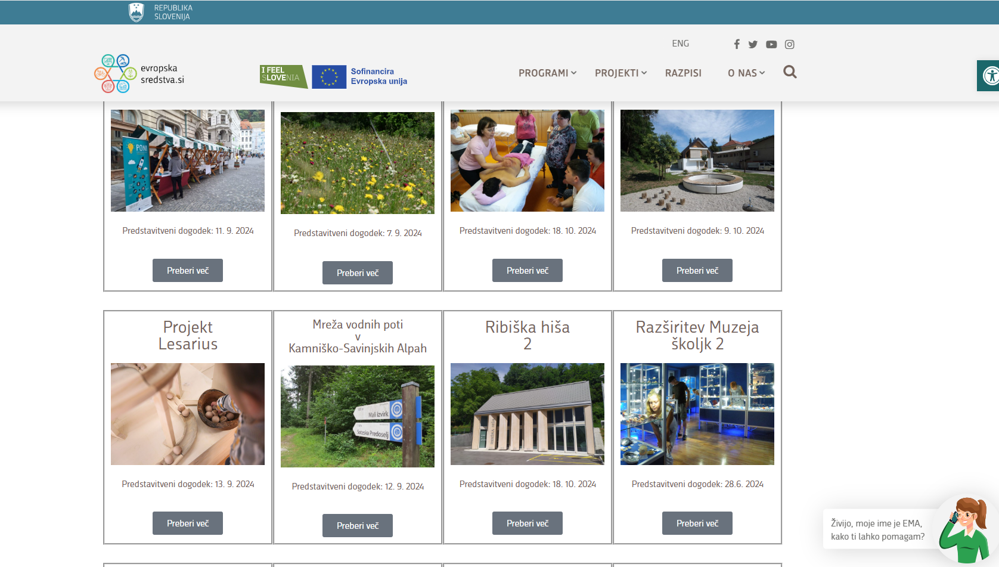 REPUBLIKA
SLOVENIJA
ENG
evropska
sredstva.si
I FEEL
SLOVENIA
Sofinancira
Evropska unija
PROGRAMI
PROJEKTI
RAZPISI
O NAS
PONI
Predstavitveni dogodek: 11. 9. 2024
Predstavitveni dogodek: 7. 9. 2024
Predstavitveni dogodek: 18. 10. 2024
Predstavitveni dogodek: 9. 10. 2024
Preberi več
Preberi več
Preberi več
Preberi več
Projekt
Lesarius
Mreža vodnih poti
v
Kamniško-Savinjskih Alpah
Ribiška hiša
2
Razširitev Muzeja
školjk 2
Mali izvirk
Soteska Predoselj
RIBIŠKA HIŠA
Predstavitveni dogodek: 13. 9. 2024
Predstavitveni dogodek: 12. 9. 2024
Predstavitveni dogodek: 18. 10. 2024
Predstavitveni dogodek: 28.6. 2024
Preberi več
Preberi več
Preberi več
Preberi več
Živijo, moje ime je EMA,
kako ti lahko pomagam?